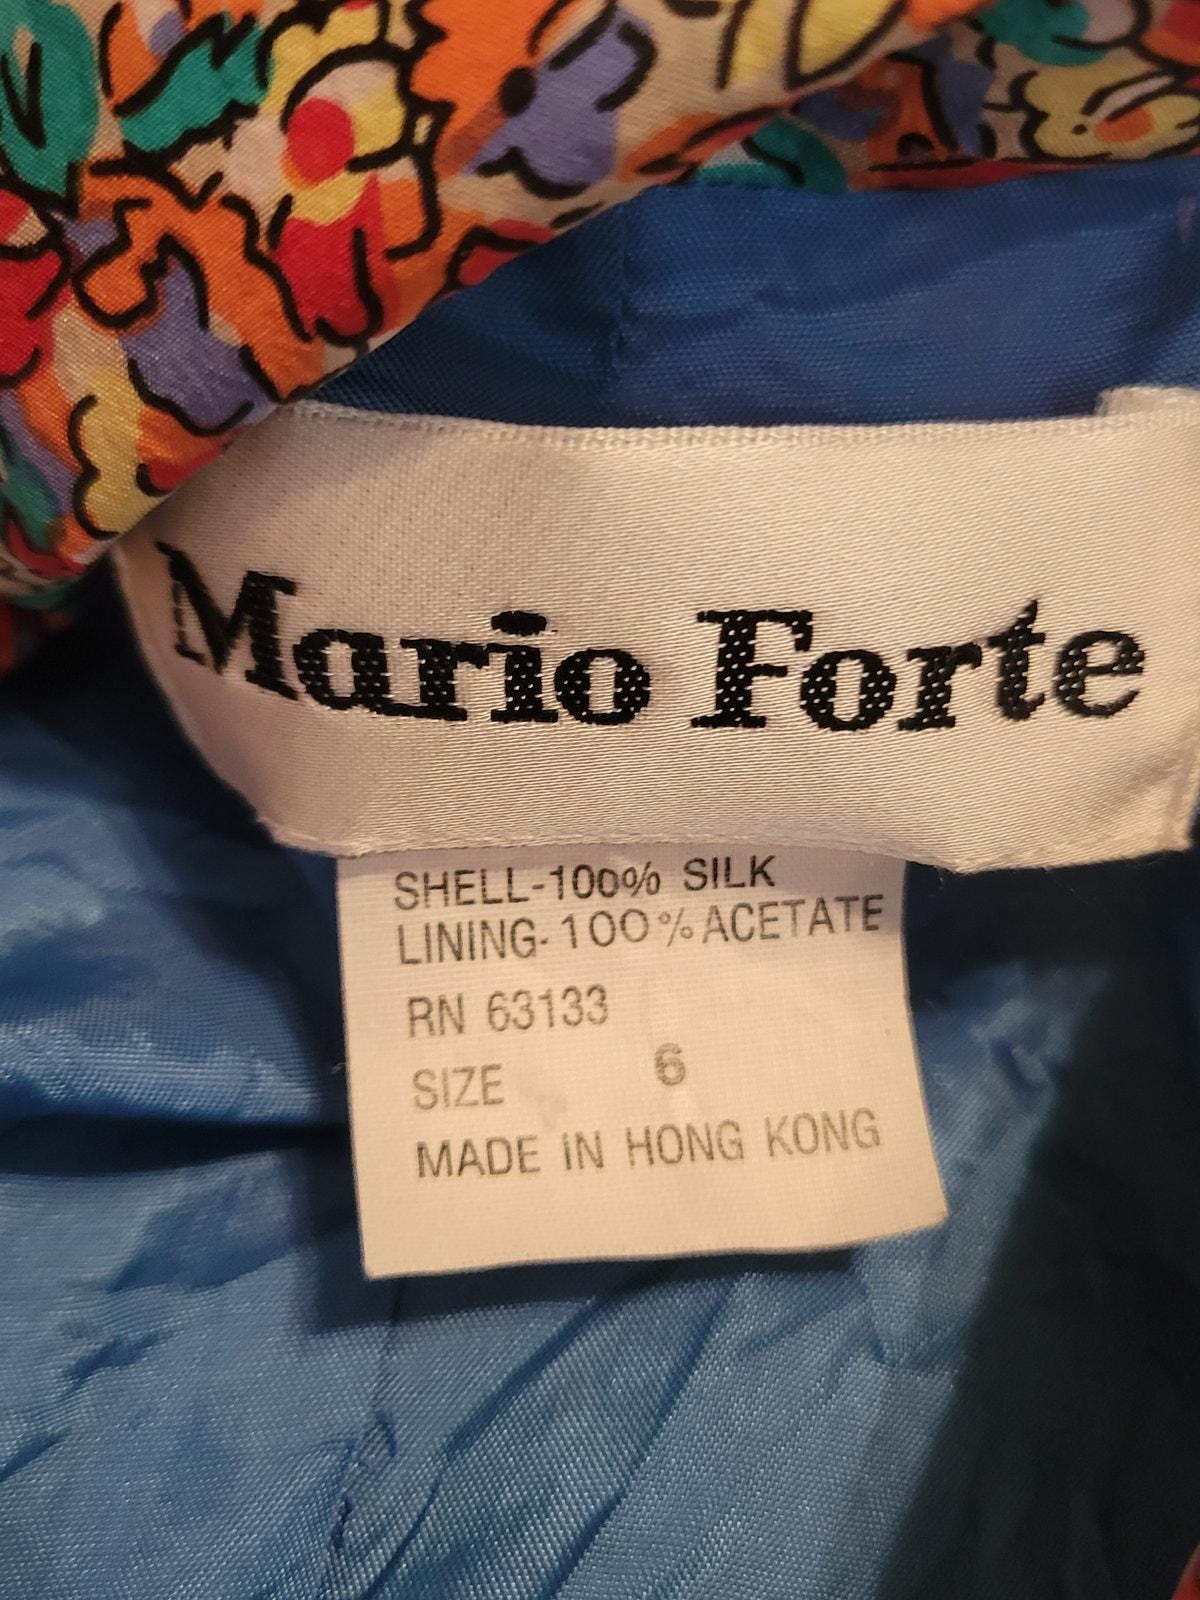 Mario Forte
SHELL-100% SILK
LINING-100% ACETATE
RN 63133
SIZE 6
MADE IN HONG KONG